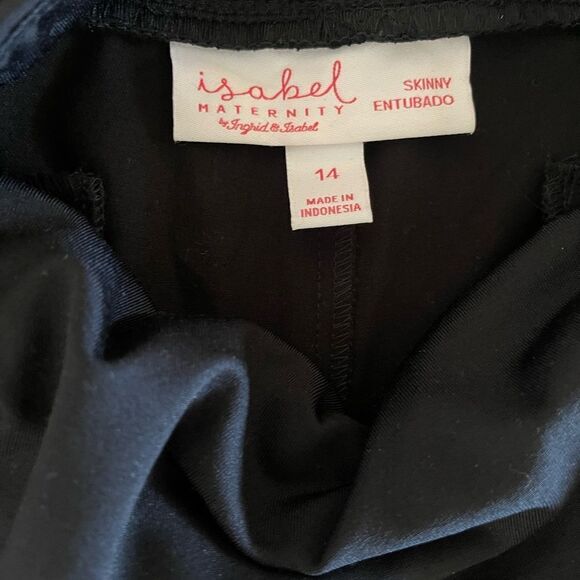 isabel
MATERNITY
by Ingrid & Isabel
SKINNY
ENTUBADO
14
MADE IN
INDONESIA